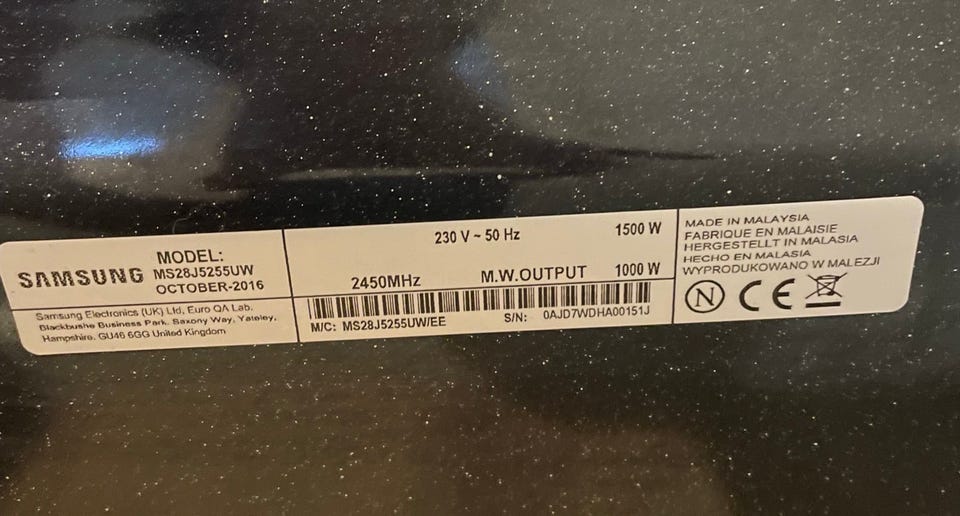 SAMSUNG
MODEL:
MS28J5255UW
OCTOBER-2016
Samsung Electronics (UK) Ltd, Euro QA Lab.
Blackbushe Business Park. Saxony Way, Yateley,
Hampshire. GU46 6GG United Kingdom
230 V ~ 50 Hz 1500 W
2450MHz M.W.OUTPUT 1000 W
M/C: MS28J5255UW/EE S/N: 0AJD7WDHA00151J
MADE IN MALAYSIA
FABRIQUE EN MALAISIE
HERGESTELLT IN MALASIA
HECHO EN MALASIA
WYPRODUKOWANO W MALEZJI
N CE